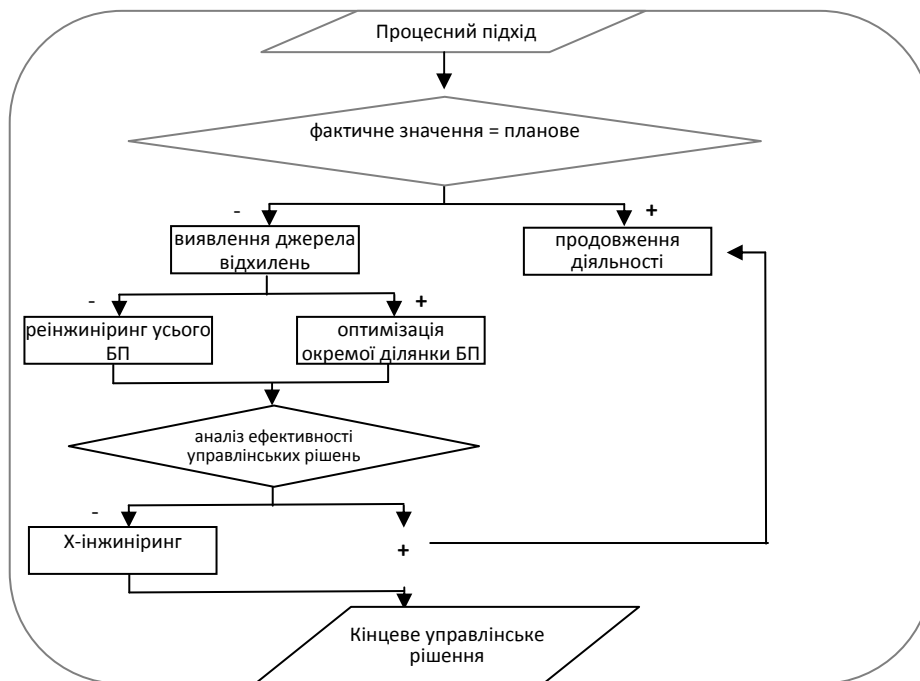 Процесний підхід
фактичне значення = планове
-
+
виявлення джерела
відхилень
продовження
діяльності
-
+
реінжиніринг усього
БП
оптимізація
окремої ділянки БП
аналіз ефективності
управлінських рішень
-
Х-інжиніринг
+
Кінцеве управлінське
рішення